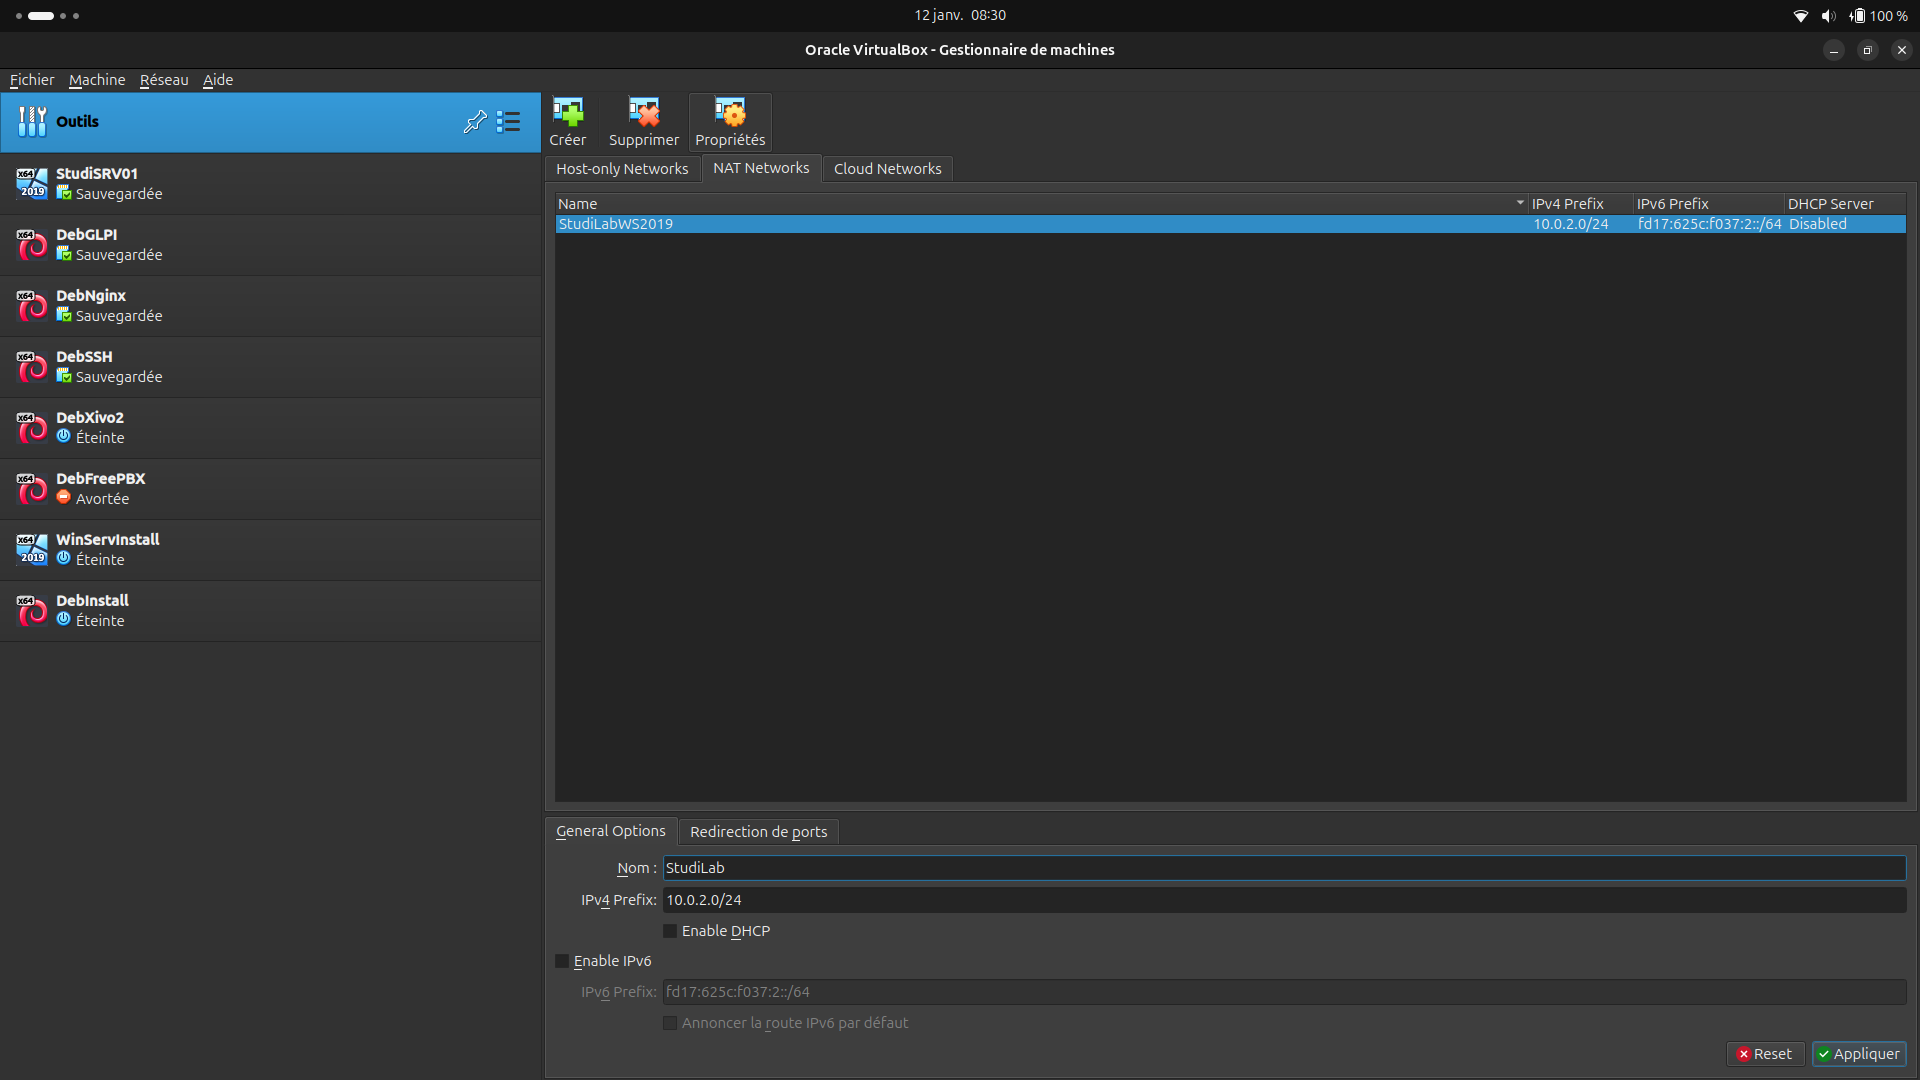 12 janv. 08:30
100 %
Oracle VirtualBox - Gestionnaire de machines
Fichier Machine Réseau Aide
Outils
x64
2019
StudiSRV01
Sauvegardée
x64
DebGLPI
Sauvegardée
x64
DebNginx
Sauvegardée
x64
DebSSH
Sauvegardée
x64
DebXivo2
Éteinte
x64
DebFreePBX
Avortée
x64
2019
WinServInstall
Éteinte
x64
DebInstall
Éteinte
Créer Supprimer Propriétés
Host-only Networks NAT Networks Cloud Networks
Name IPv4 Prefix IPv6 Prefix DHCP Server
StudiLabWS2019 10.0.2.0/24 fd17:625c:f037:2::/64 Disabled
General Options Redirection de ports
Nom : StudiLab
IPv4 Prefix: 10.0.2.0/24
Enable DHCP
Enable IPv6
IPv6 Prefix: fd17:625c:f037:2::/64
Annoncer la route IPv6 par défaut
Reset Appliquer